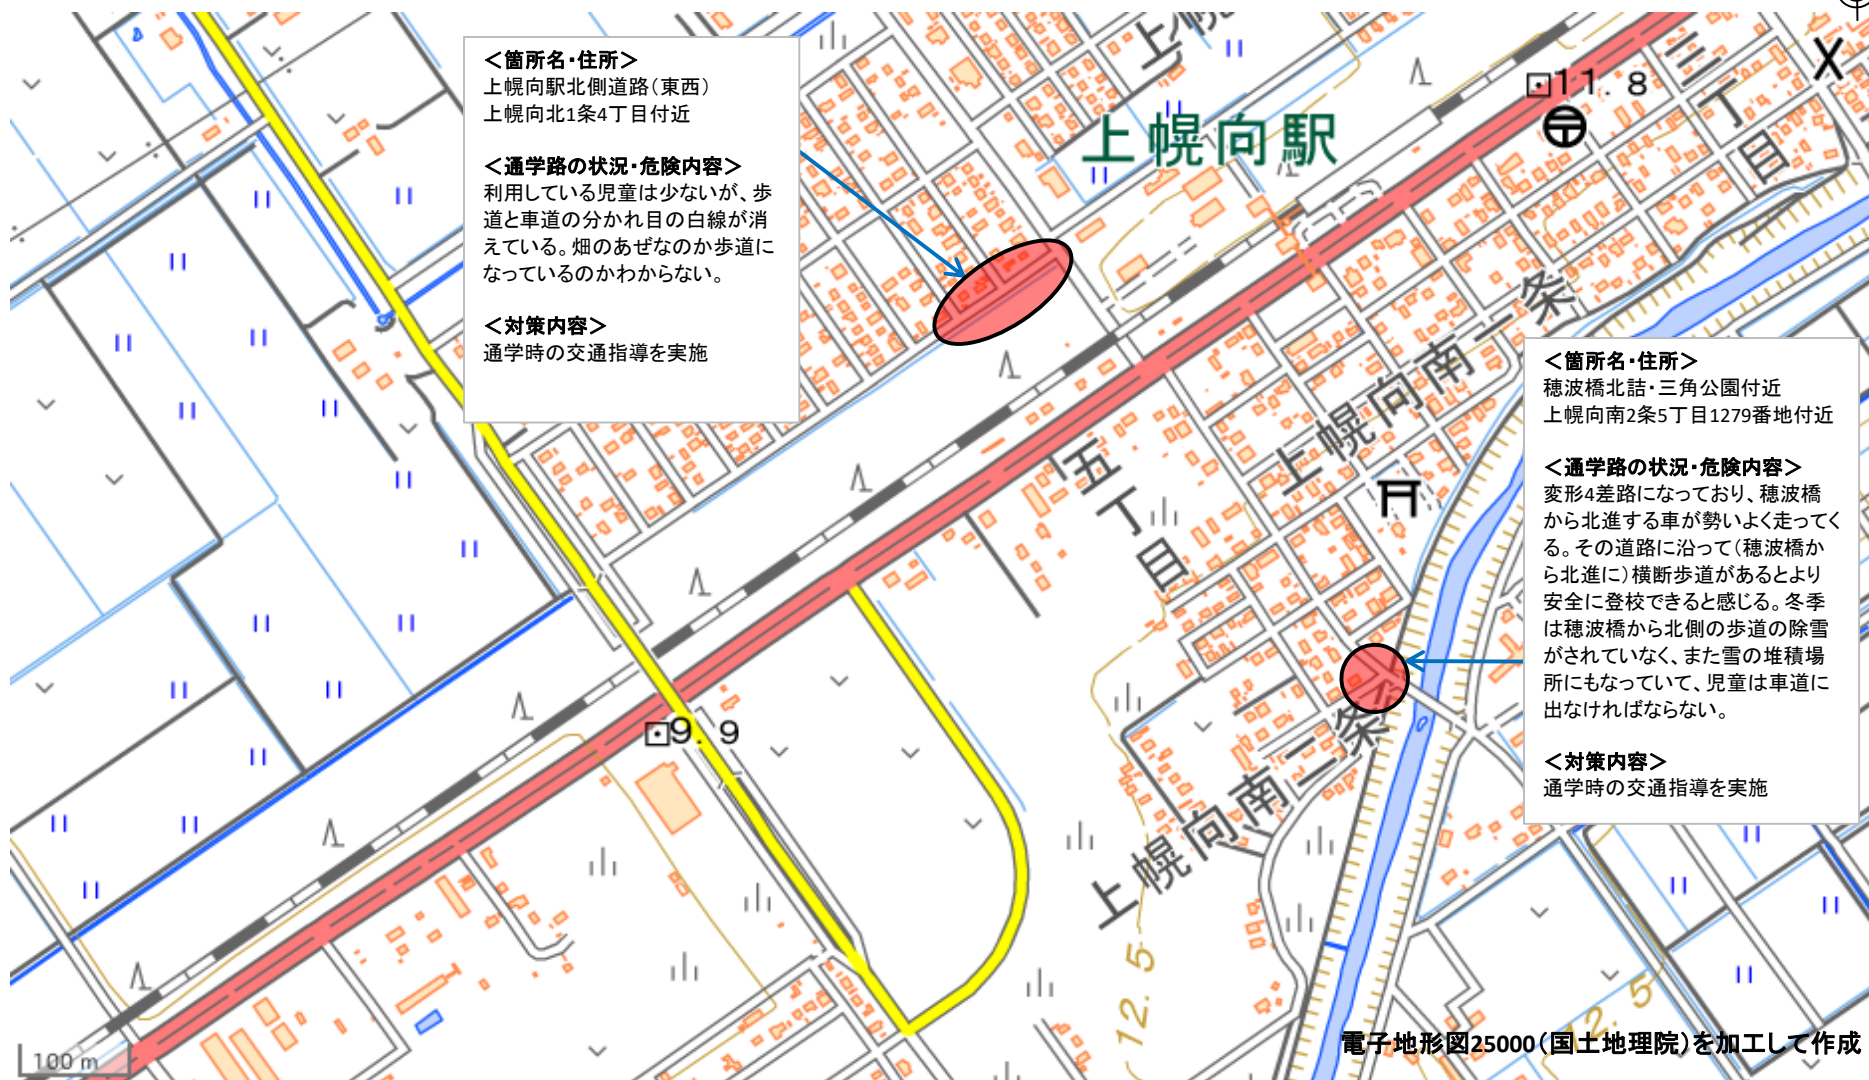 <箇所名・住所>
上幌向駅北側道路(東西)
上幌向北1条4丁目付近
<通学路の状況・危険内容>
利用している児童は少ないが、歩
道と車道の分かれ目の白線が消
えている。畑のあぜなのか歩道に
なっているのかわからない。
<対策内容>
通学時の交通指導を実施
上幌
上幌向駅
11.8
三丁目
上幌向南一条
五丁目
<箇所名・住所>
穂波橋北詰・三角公園付近
上幌向南2条5丁目1279番地付近
<通学路の状況・危険内容>
変形4差路になっており、穂波橋
から北進する車が勢いよく走ってく
る。その道路に沿って(穂波橋か
ら北進に)横断歩道があるとより
安全に登校できると感じる。冬季
は穂波橋から北側の歩道の除雪
がされていなく、また雪の堆積場
所にもなっていて、児童は車道に
出なければならない。
<対策内容>
通学時の交通指導を実施
9.9
上幌向南二条
12.5
12.5
100 m
電子地形図25000(国土地理院)を加工して作成